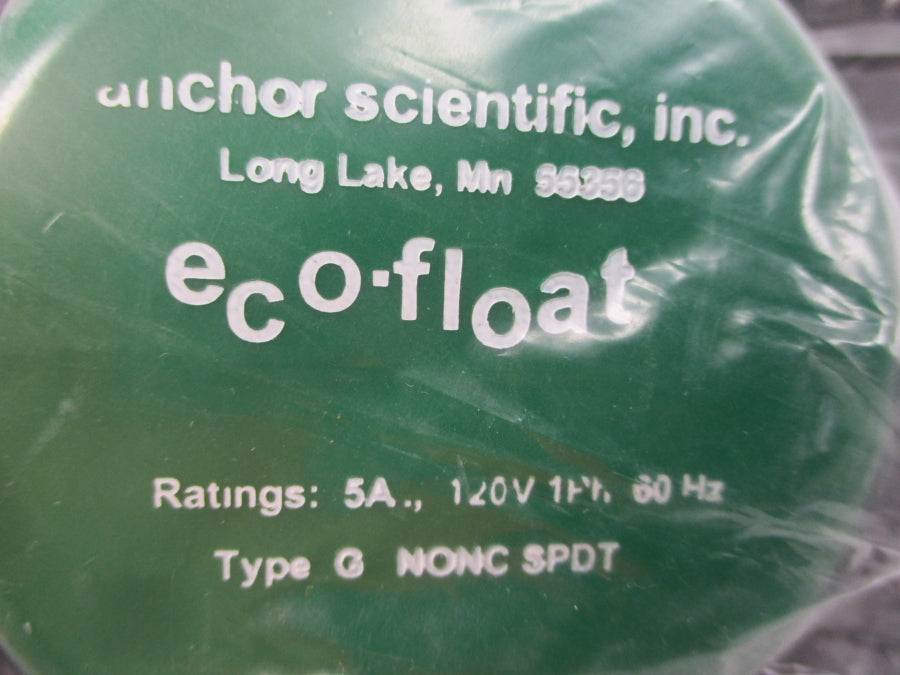 anchor scientific, inc.
Long Lake, Mn 55356
eco-float
Ratings: 5A., 120V 1Ph. 60 Hz
Type G NONC SPDT